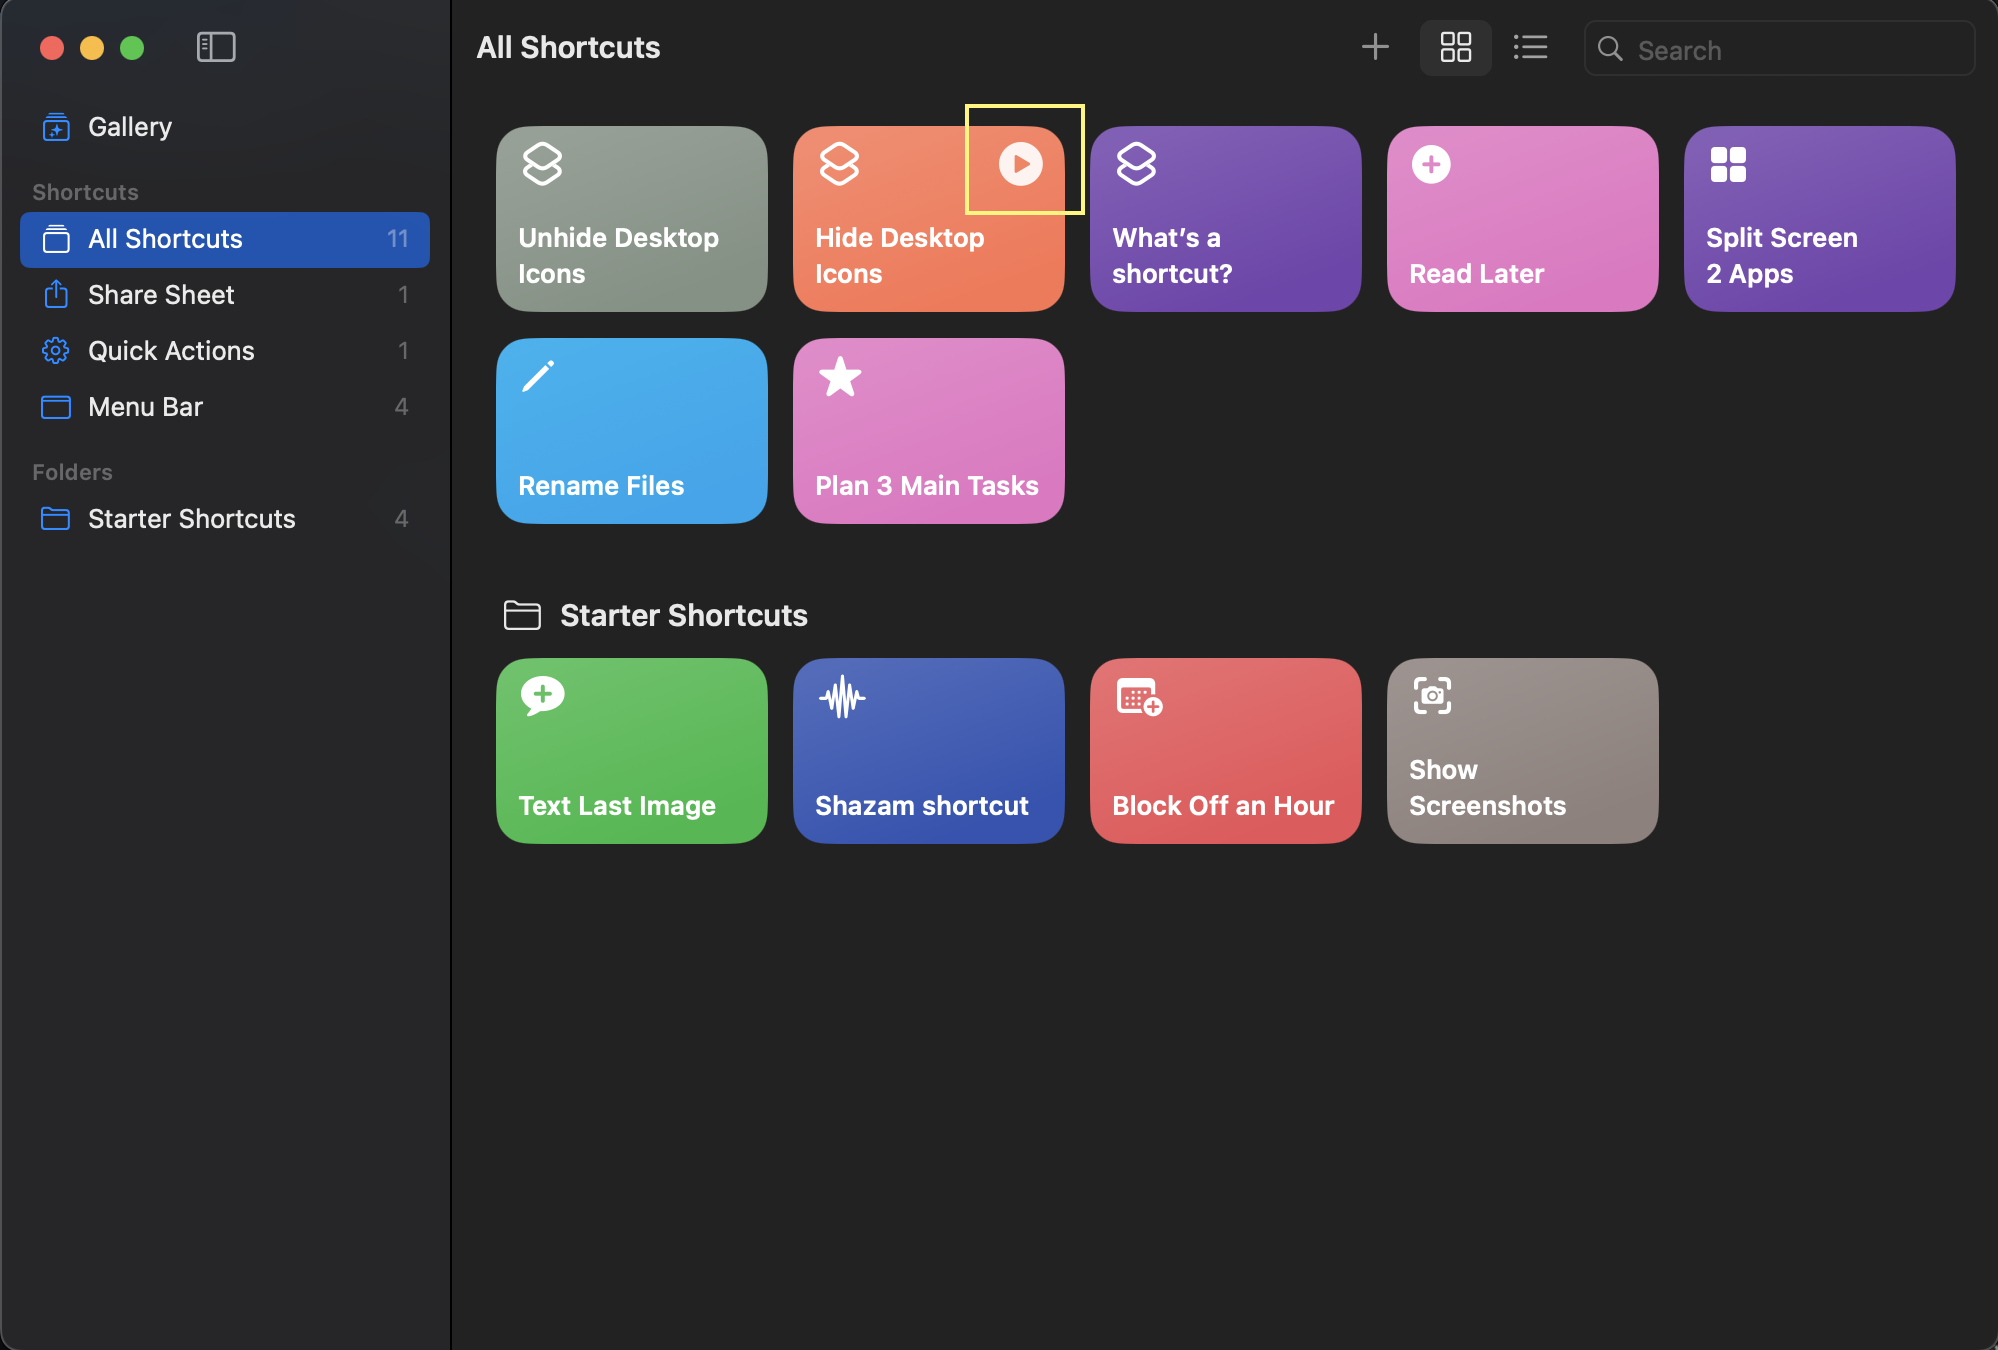 All Shortcuts
Search
Gallery
Shortcuts
All Shortcuts 11
Share Sheet 1
Quick Actions 1
Menu Bar 4
Folders
Starter Shortcuts 4
Unhide Desktop
Icons
Hide Desktop
Icons
What’s a
shortcut?
Read Later
Split Screen
2 Apps
Rename Files
Plan 3 Main Tasks
Starter Shortcuts
Text Last Image
Shazam shortcut
Block Off an Hour
Show
Screenshots